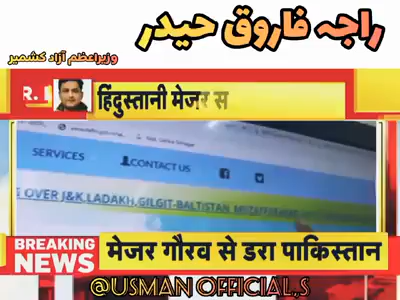 راجہ فاروق حیدر
وزیراعظم آزاد کشمیر
R.
हिंदुस्तानी मेजर स
SERVICES
CONTACT US
OVER J&K,LADAKH,GILGIT-BALTISTAN,
BREAKING
NEWS
मेजर गौरव से डरा पाकिस्तान
@USMAN OFFICIAL,S